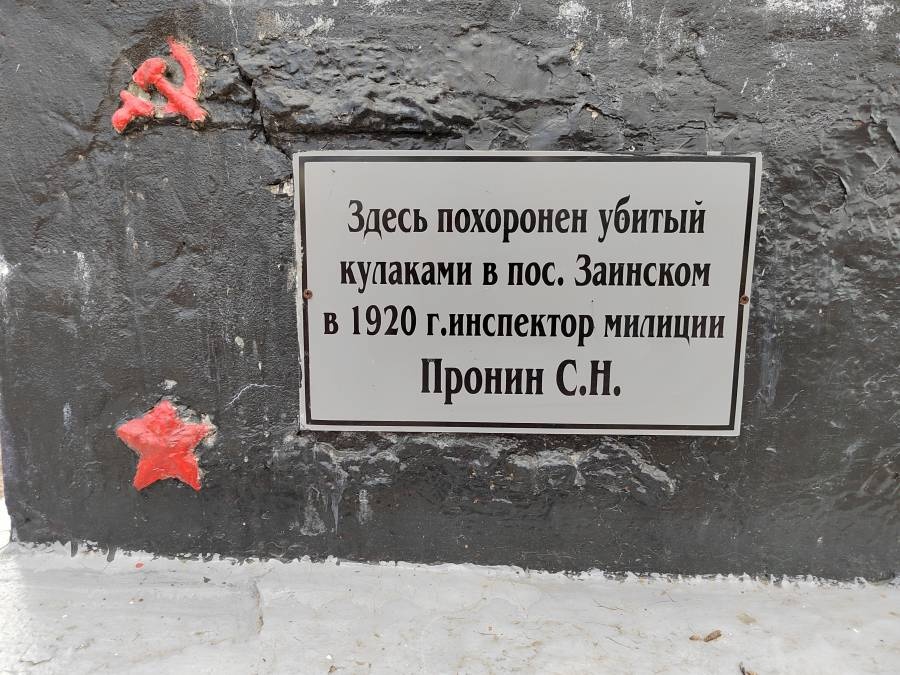 Здесь похоронен убитый
кулаками в пос. Заинском
в 1920 г.инспектор милиции
Пронин С.Н.